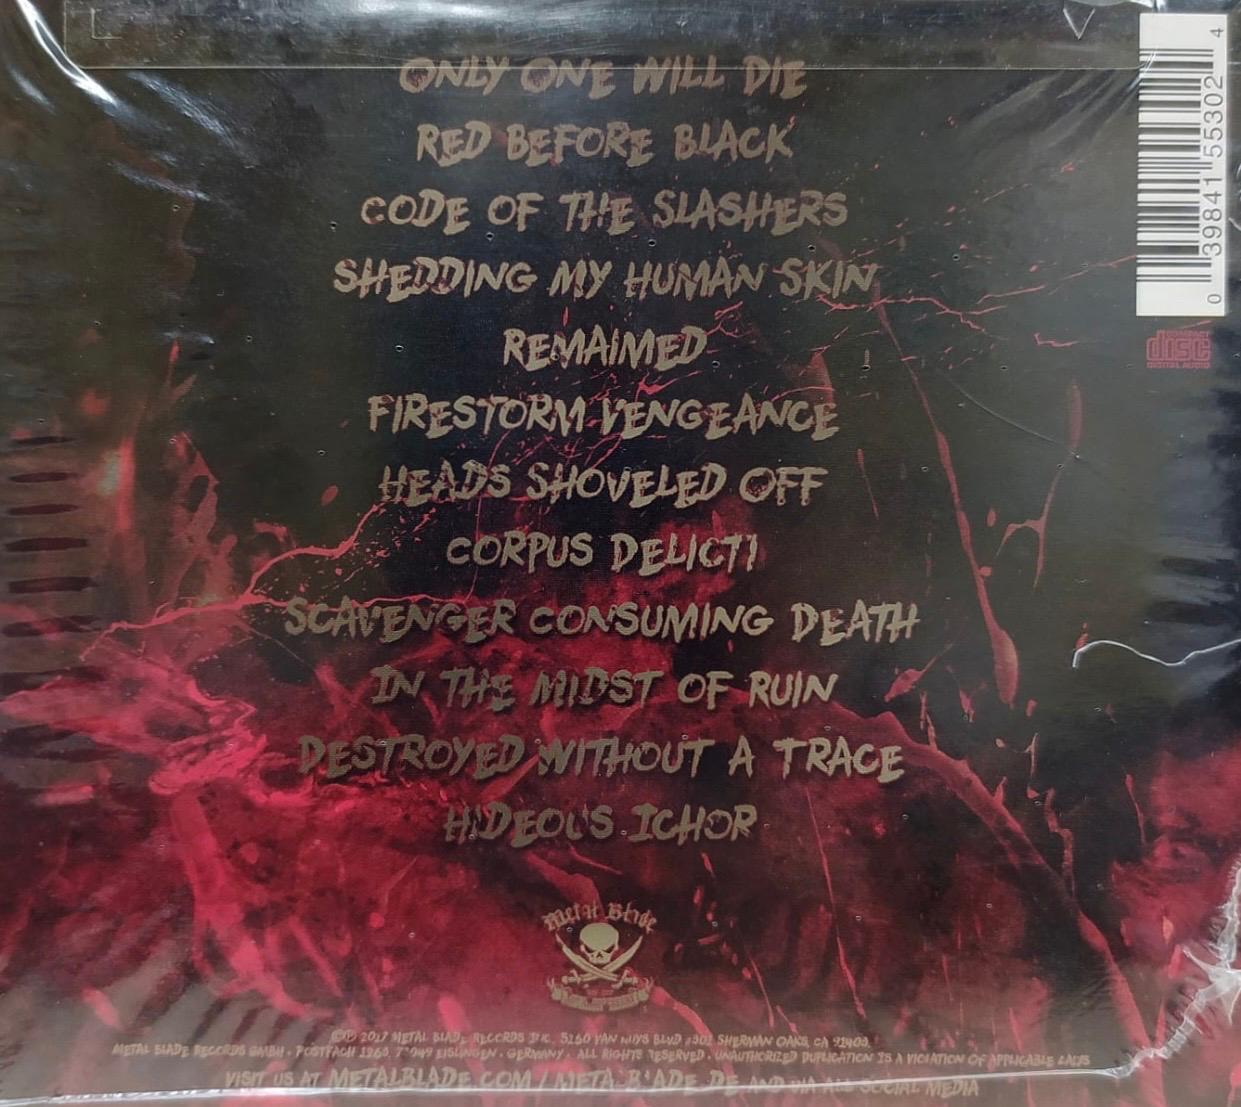 ONLY ONE WILL DIE
RED BEFORE BLACK
CODE OF THE SLASHERS
SHEDDING MY HUMAN SKIN
REMAIMED
FIRESTORM VENGEANCE
HEADS SHOVELED OFF
CORPUS DELICTI
SCAVENGER CONSUMING DEATH
IN THE MIDST OF RUIN
DESTROYED WITHOUT A TRACE
HIDEOUS ICHOR
0 39841 55302 4
disc
DIGITAL AUDIO
Metal Blade
©℗ 2017 METAL BLADE RECORDS INC. 5160 VAN NUYS BLVD #301 SHERMAN OAKS, CA 91403.
METAL BLADE RECORDS GMBH • POSTFACH 1260, 73049 EISLINGEN • GERMANY • ALL RIGHTS RESERVED • UNAUTHORIZED DUPLICATION IS A VIOLATION OF APPLICABLE LAWS
VISIT US AT METALBLADE.COM / METALBLADE.DE AND VIA ALL SOCIAL MEDIA